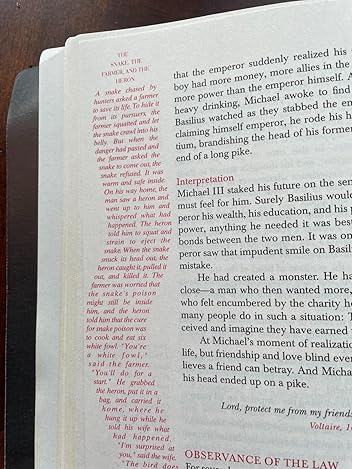 THE
SNAKE, THE
FARMER, AND THE
HERON
A snake chased by
hunters asked a farmer
to save its life. To hide it
from its pursuers, the
farmer squatted and let
the snake crawl into his
belly. But when the
danger had passed and
the farmer asked the
snake to come out, the
snake refused. It was
warm and safe inside.
On his way home, the
man saw a heron and
went up to him and
whispered what had
happened. The heron
told him to squat and
strain to eject the
snake. When the snake
snuck its head out, the
heron caught it, pulled it
out, and killed it. The
farmer was worried that
the snake's poison
might still be inside
him, and the heron
told him that the cure
for snake poison was
to cook and eat six
white fowl. "You're
a white fowl,"
said the farmer.
"You'll do for a
start." He grabbed
the heron, put it in a
bag, and carried it
home, where he
hung it up while he
told his wife what
had happened.
"I'm surprised at
you," said the wife.
"The bird does
that the emperor suddenly realized his
boy had more money, more allies in the
more power than the emperor himself. A
heavy drinking, Michael awoke to find
Basilius watched as they stabbed the em
claiming himself emperor, he rode his h
tium, brandishing the head of his former
end of a long pike.
Interpretation
Michael III staked his future on the sen
must feel for him. Surely Basilius would
peror his wealth, his education, and his p
power, anything he needed it was best
bonds between the two men. It was on
peror saw that impudent smile on Basil
mistake.
He had created a monster. He ha
close—a man who then wanted more,
who felt encumbered by the charity he
many people do in such a situation: T
ceived and imagine they have earned
At Michael's moment of realizatio
life, but friendship and love blind ever
lieves a friend can betray. And Micha
his head ended up on a pike.
Lord, protect me from my friends
Voltaire, 1
OBSERVANCE OF THE LAW